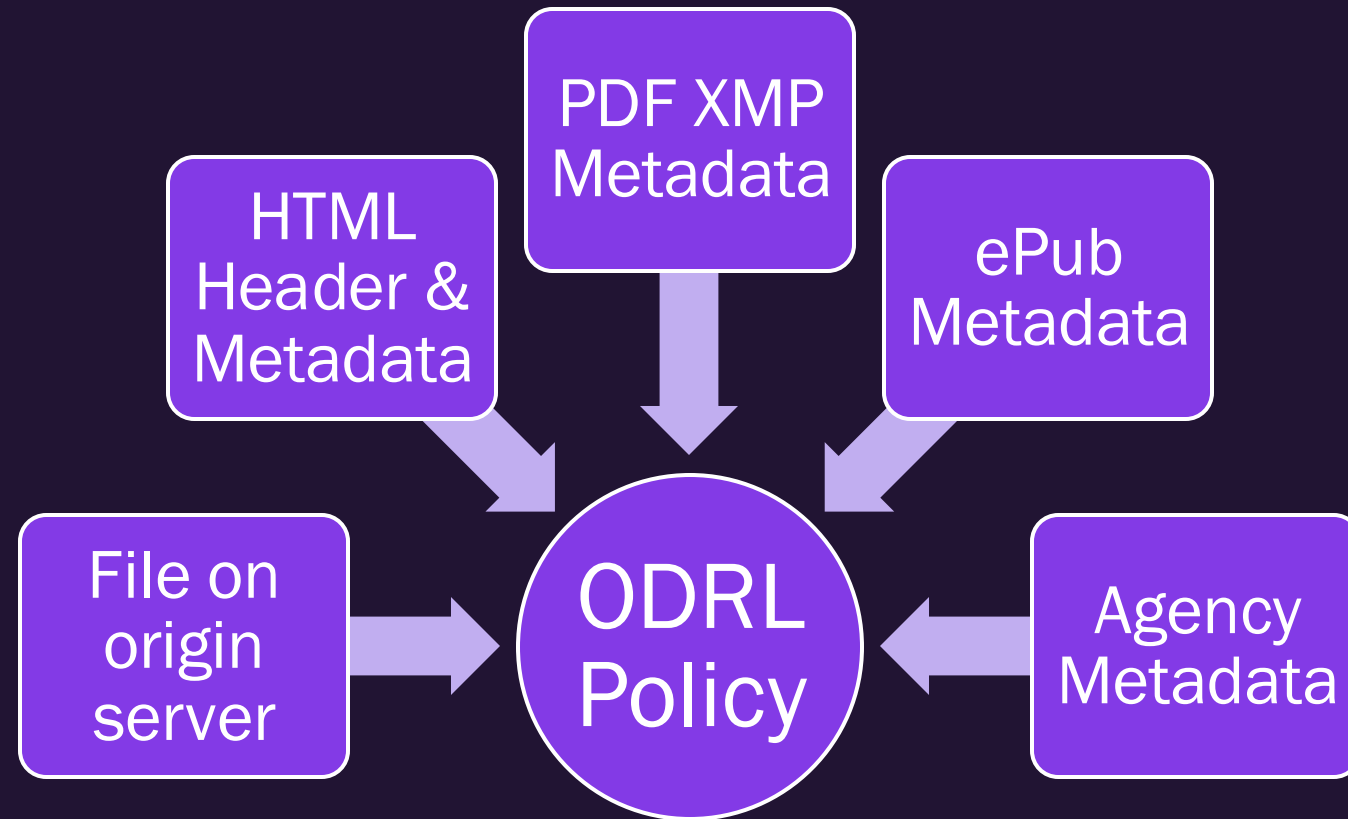 PDF XMP
Metadata
HTML
Header &
Metadata
ePub
Metadata
File on
origin
server
ODRL
Policy
Agency
Metadata